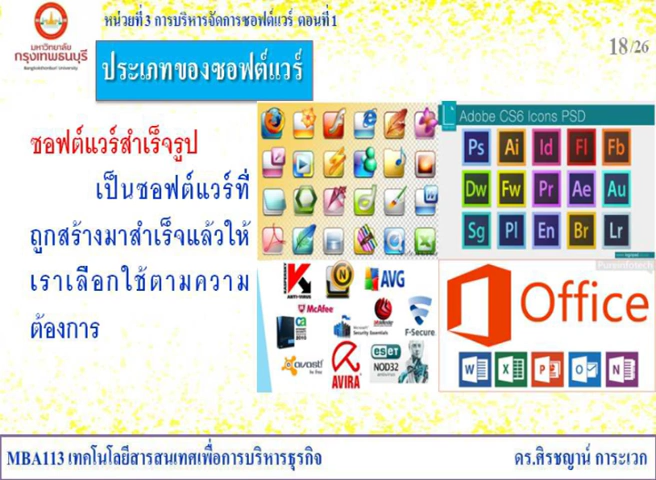 หน่วยที่ 3 การบริหารจัดการซอฟต์แวร์ ตอนที่ 1
18/26
มหาวิทยาลัย
กรุงเทพธนบุรี
Bangkokthonburi University
ประเภทของซอฟต์แวร์
ซอฟต์แวร์สำเร็จรูป
เป็นซอฟต์แวร์ที่
ถูกสร้างมาสำเร็จแล้วให้
เราเลือกใช้ตามความ
ต้องการ
Adobe CS6 Icons PSD
Ps Ai Id Fl Fb
Dw Fw Pr Ae Au
Sg Pl En Br Lr
ANTI-VIRUS
AVG
McAfee
Security Essentials
F-Secure
avast!
AVIRA
eset
NOD32
Office
W X P O N
MBA113 เทคโนโลยีสารสนเทศเพื่อการบริหารธุรกิจ
ดร.ศิรชญาน์ การะเวก